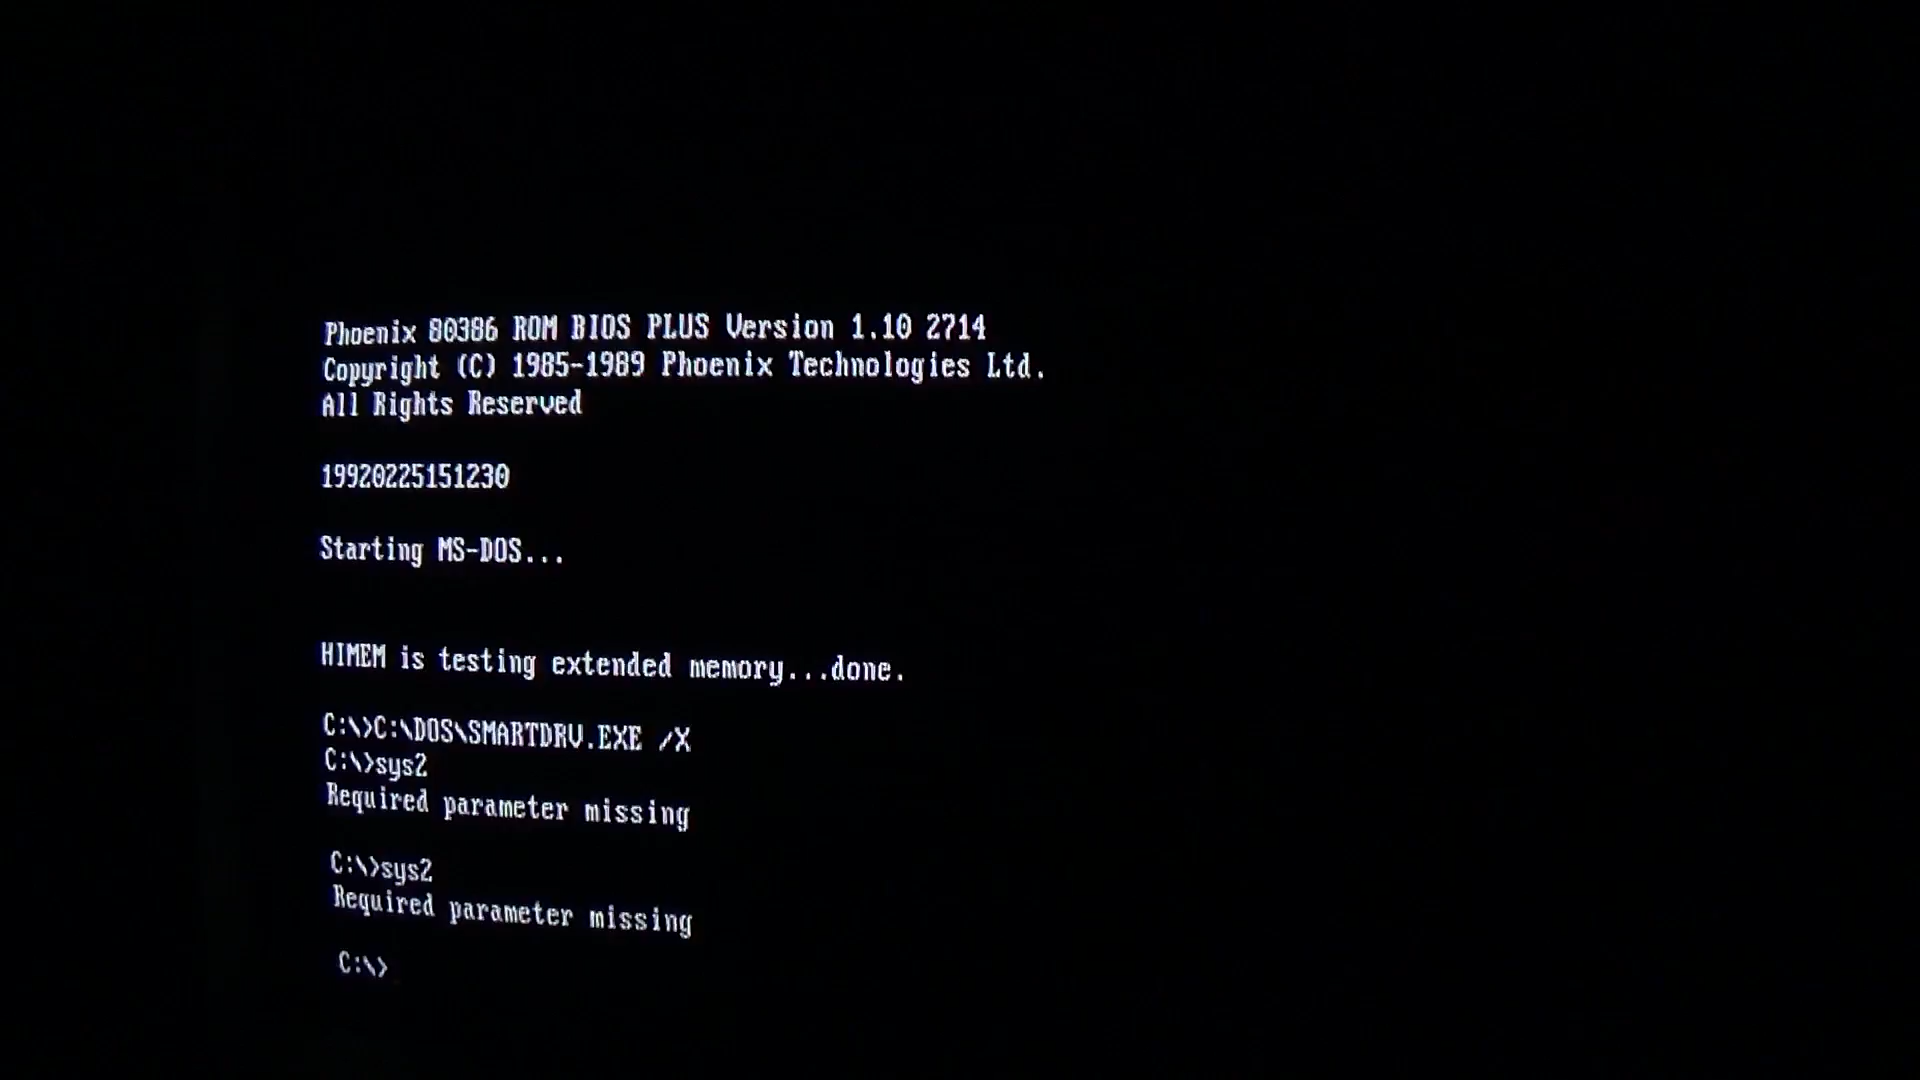 Phoenix 80386 ROM BIOS PLUS Version 1.10 2714
Copyright (C) 1985-1989 Phoenix Technologies Ltd.
All Rights Reserved
19920225151230
Starting MS-DOS...
HIMEM is testing extended memory...done.
C:\>C:\DOS\SMARTDRV.EXE /X
C:\>sys2
Required parameter missing
C:\>sys2
Required parameter missing
C:\>